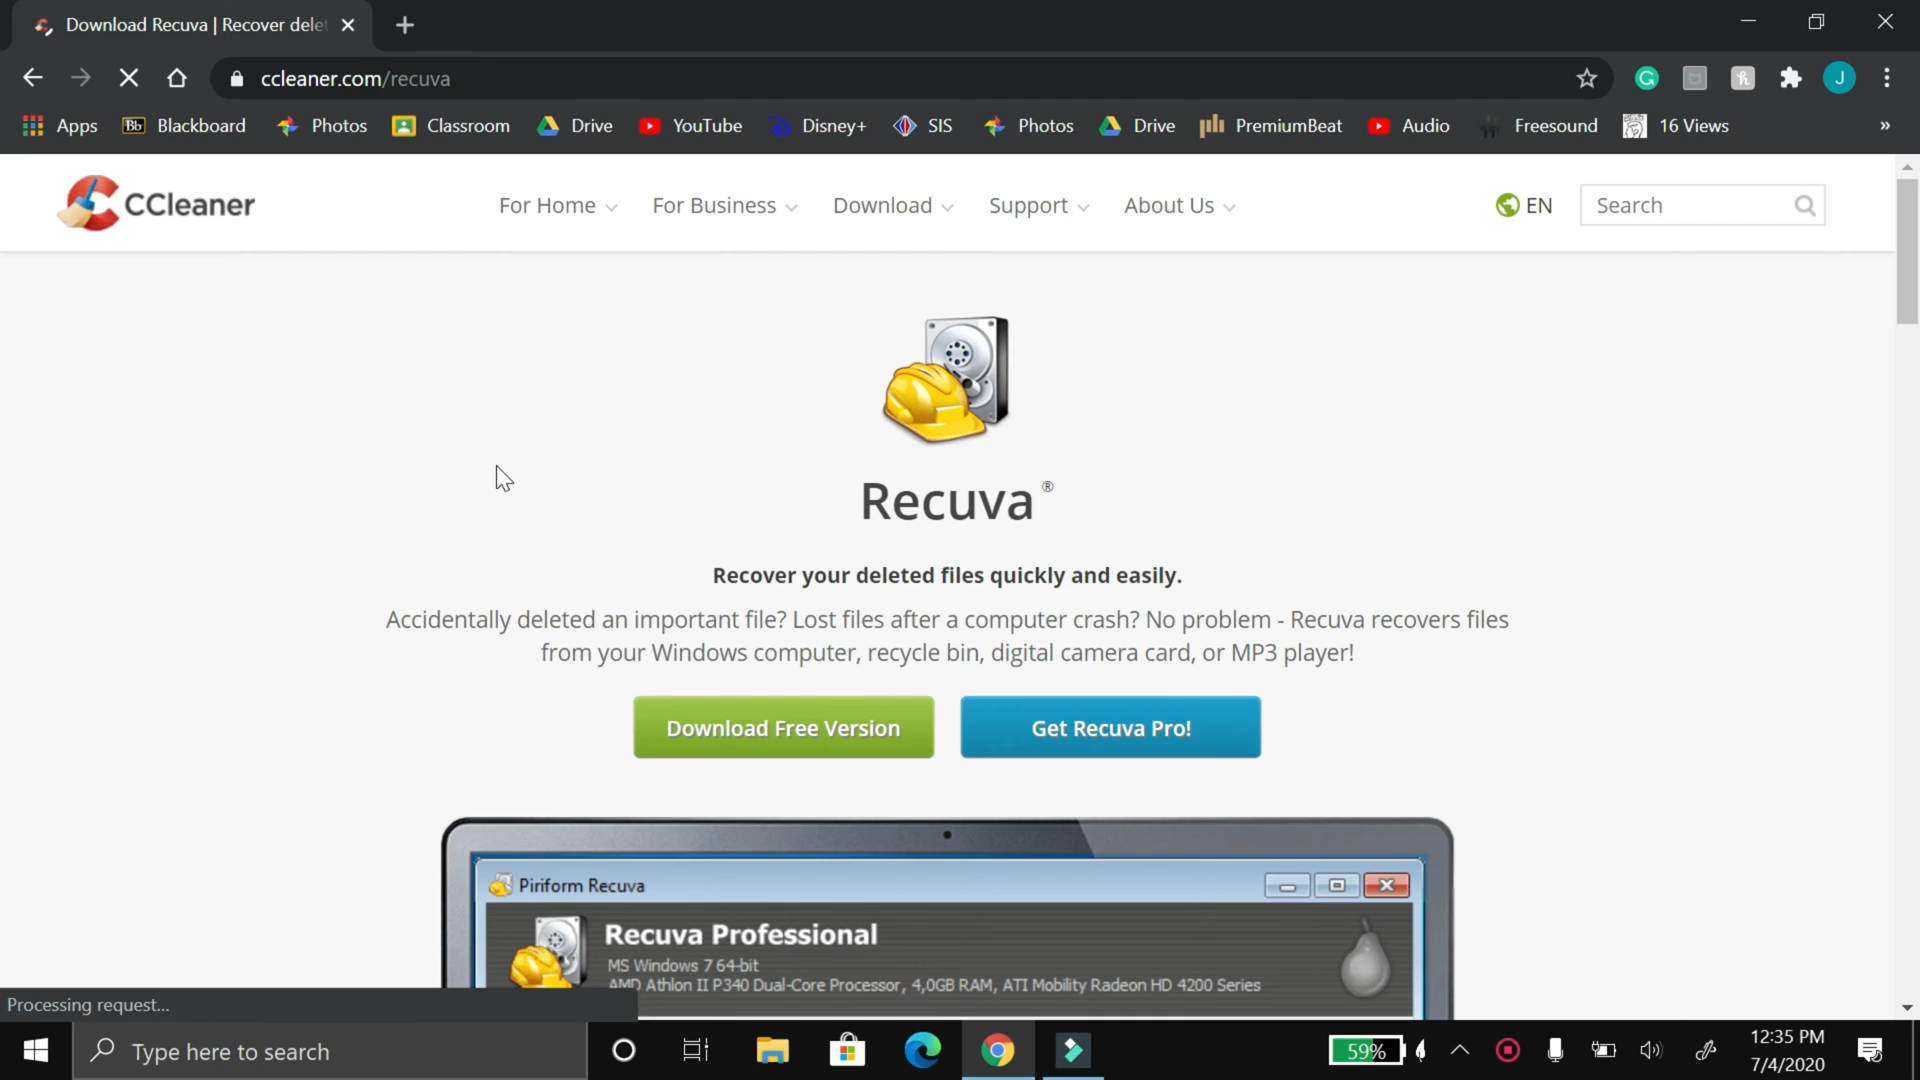 Download Recuva | Recover delet
ccleaner.com/recuva
J
Apps
Bb Blackboard
Photos
Classroom
Drive
YouTube
Disney+
SIS
Photos
Drive
PremiumBeat
Audio
Freesound
16 Views
»
CCleaner
For Home
For Business
Download
Support
About Us
EN
Search
Recuva®
Recover your deleted files quickly and easily.
Accidentally deleted an important file? Lost files after a computer crash? No problem - Recuva recovers files
from your Windows computer, recycle bin, digital camera card, or MP3 player!
Download Free Version
Get Recuva Pro!
Piriform Recuva
Recuva Professional
MS Windows 7 64-bit
AMD Athlon II P340 Dual-Core Processor, 4,0GB RAM, ATI Mobility Radeon HD 4200 Series
Processing request...
Type here to search
59%
12:35 PM
7/4/2020